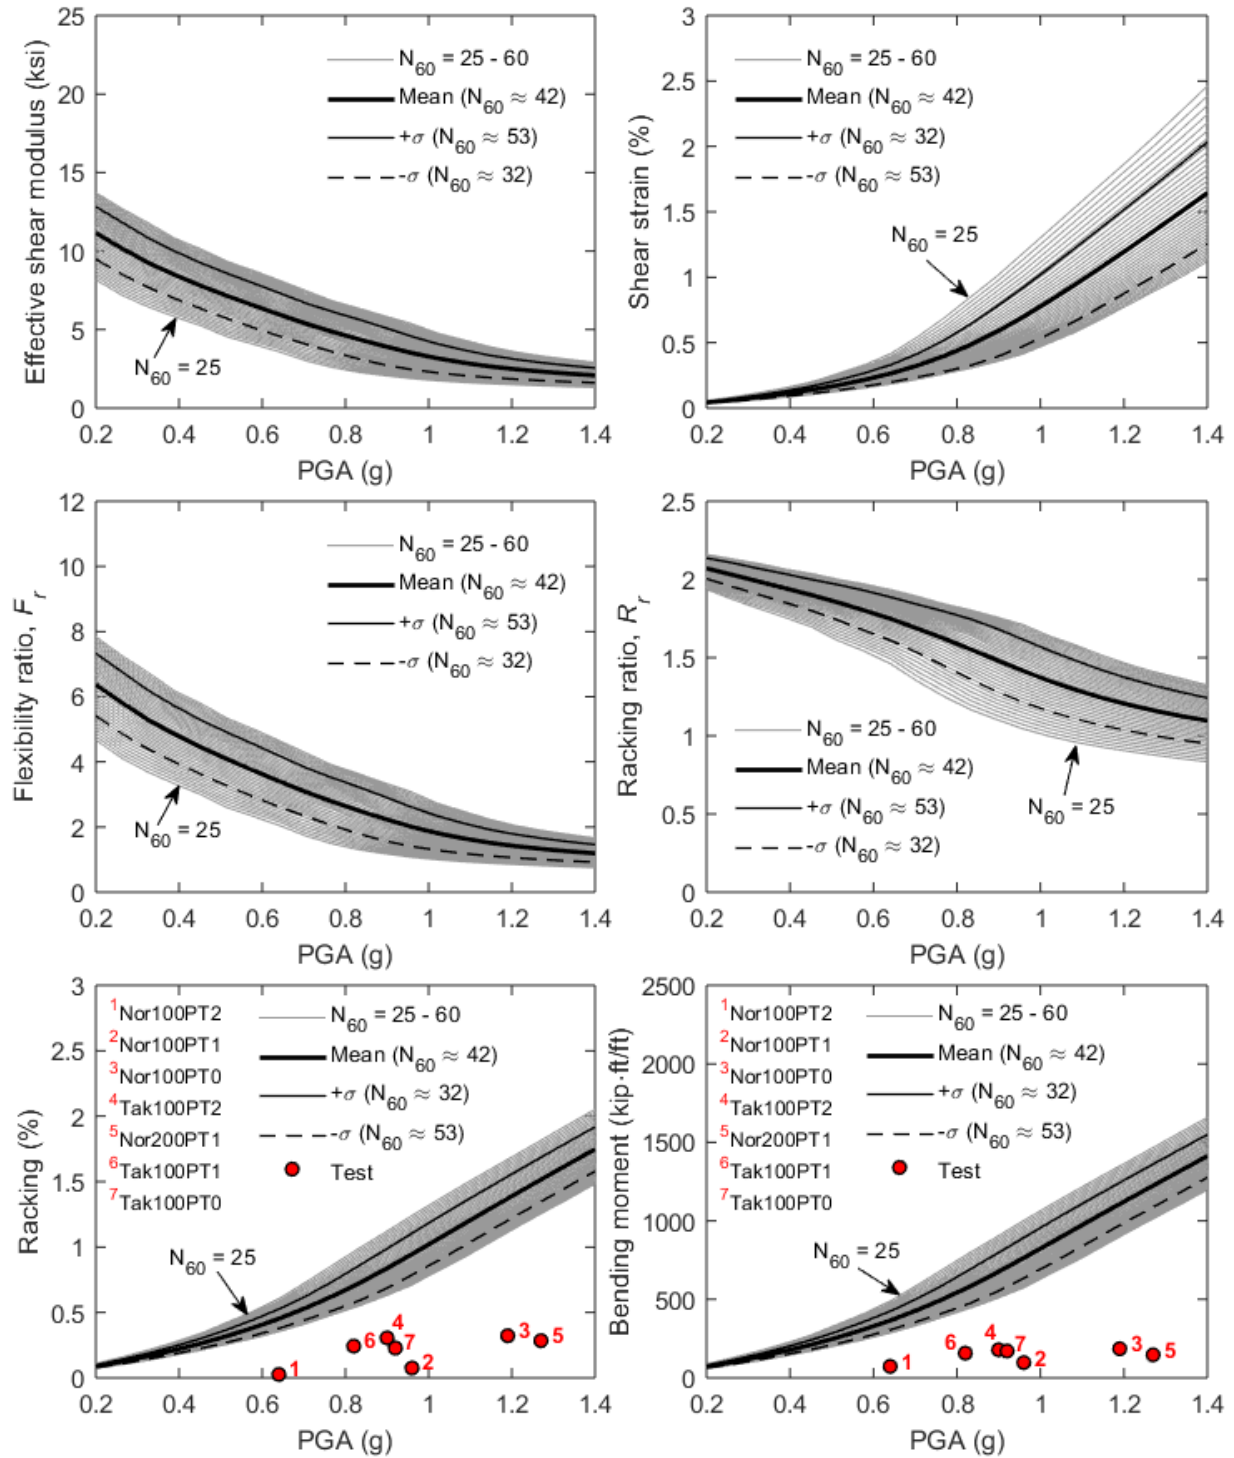 25
20
15
10
5
0
Effective shear modulus (ksi)
N60 = 25 - 60
Mean (N60 ≈ 42)
+σ (N60 ≈ 53)
-σ (N60 ≈ 32)
N60 = 25
0.2 0.4 0.6 0.8 1 1.2 1.4
PGA (g)
3
2.5
2
1.5
1
0.5
0
Shear strain (%)
N60 = 25 - 60
Mean (N60 ≈ 42)
+σ (N60 ≈ 32)
-σ (N60 ≈ 53)
N60 = 25
0.2 0.4 0.6 0.8 1 1.2 1.4
PGA (g)
12
10
8
6
4
2
0
Flexibility ratio, Fr
N60 = 25 - 60
Mean (N60 ≈ 42)
+σ (N60 ≈ 53)
-σ (N60 ≈ 32)
N60 = 25
0.2 0.4 0.6 0.8 1 1.2 1.4
PGA (g)
2.5
2
1.5
1
0.5
0
Racking ratio, Rr
N60 = 25 - 60
Mean (N60 ≈ 42)
+σ (N60 ≈ 53)
-σ (N60 ≈ 32)
N60 = 25
0.2 0.4 0.6 0.8 1 1.2 1.4
PGA (g)
3
2.5
2
1.5
1
0.5
0
Racking (%)
1Nor100PT2
2Nor100PT1
3Nor100PT0
4Tak100PT2
5Nor200PT1
6Tak100PT1
7Tak100PT0
N60 = 25 - 60
Mean (N60 ≈ 42)
+σ (N60 ≈ 32)
-σ (N60 ≈ 53)
Test
N60 = 25
1
6
4
7
2
3
5
0.2 0.4 0.6 0.8 1 1.2 1.4
PGA (g)
2500
2000
1500
1000
500
0
Bending moment (kip·ft/ft)
1Nor100PT2
2Nor100PT1
3Nor100PT0
4Tak100PT2
5Nor200PT1
6Tak100PT1
7Tak100PT0
N60 = 25 - 60
Mean (N60 ≈ 42)
+σ (N60 ≈ 32)
-σ (N60 ≈ 53)
Test
N60 = 25
1
6
4
7
2
3
5
0.2 0.4 0.6 0.8 1 1.2 1.4
PGA (g)